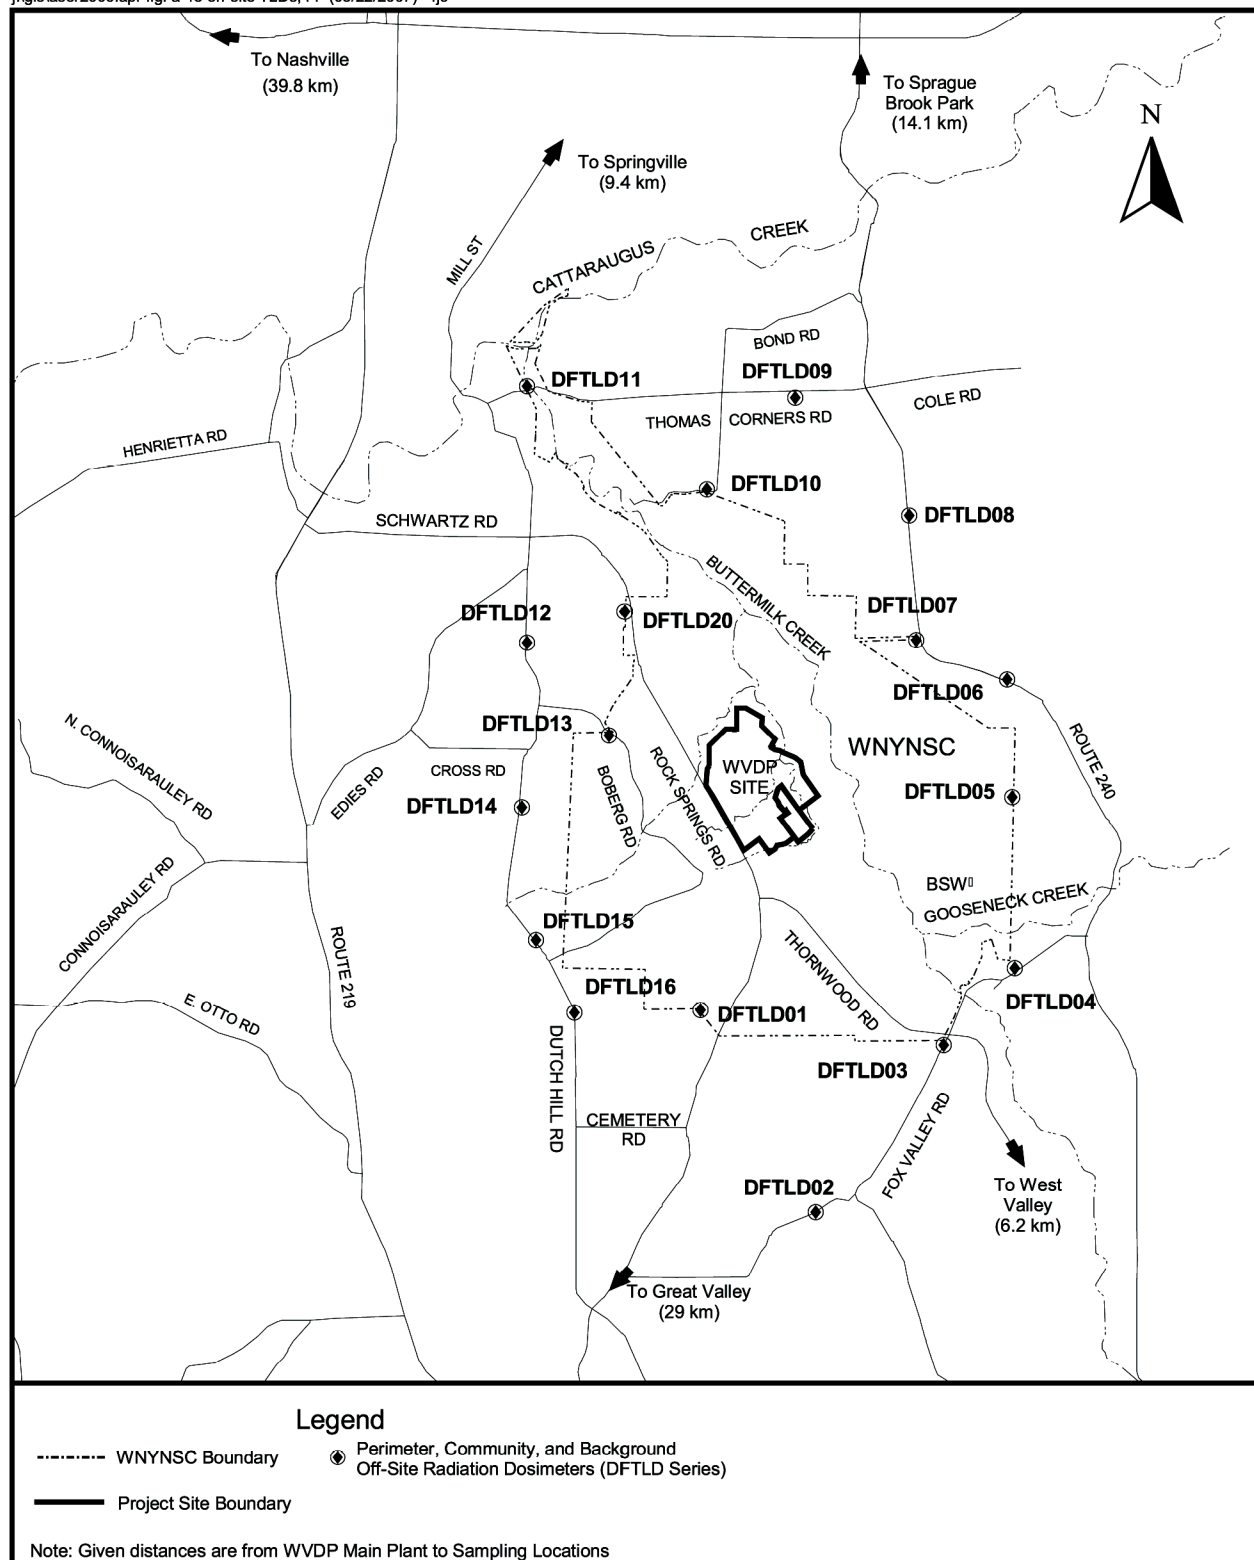 To Nashville
(39.8 km)
To Sprague
Brook Park
(14.1 km)
N
To Springville
(9.4 km)
MILL ST
CATTARAUGUS
CREEK
BOND RD
DFTLD11
DFTLD09
COLE RD
THOMAS
CORNERS RD
HENRIETTA RD
DFTLD10
SCHWARTZ RD
DFTLD08
BUTTERMILK CREEK
DFTLD07
DFTLD12
DFTLD20
DFTLD06
N. CONNOISARAULEY RD
DFTLD13
ROUTE 240
WNYNSC
ROCK SPRINGS RD
WVDP
SITE
CROSS RD
BOBERG RD
EDIES RD
DFTLD05
DFTLD14
CONNOISARAULEY RD
BSW
GOOSENECK CREEK
DFTLD15
ROUTE 219
THORNWOOD RD
DFTLD16
E. OTTO RD
DFTLD01
DFTLD04
DUTCH HILL RD
DFTLD03
CEMETERY
RD
FOX VALLEY RD
DFTLD02
To West
Valley
(6.2 km)
To Great Valley
(29 km)
Legend
WNYNSC Boundary
Perimeter, Community, and Background
Off-Site Radiation Dosimeters (DFTLD Series)
Project Site Boundary
Note: Given distances are from WVDP Main Plant to Sampling Locations